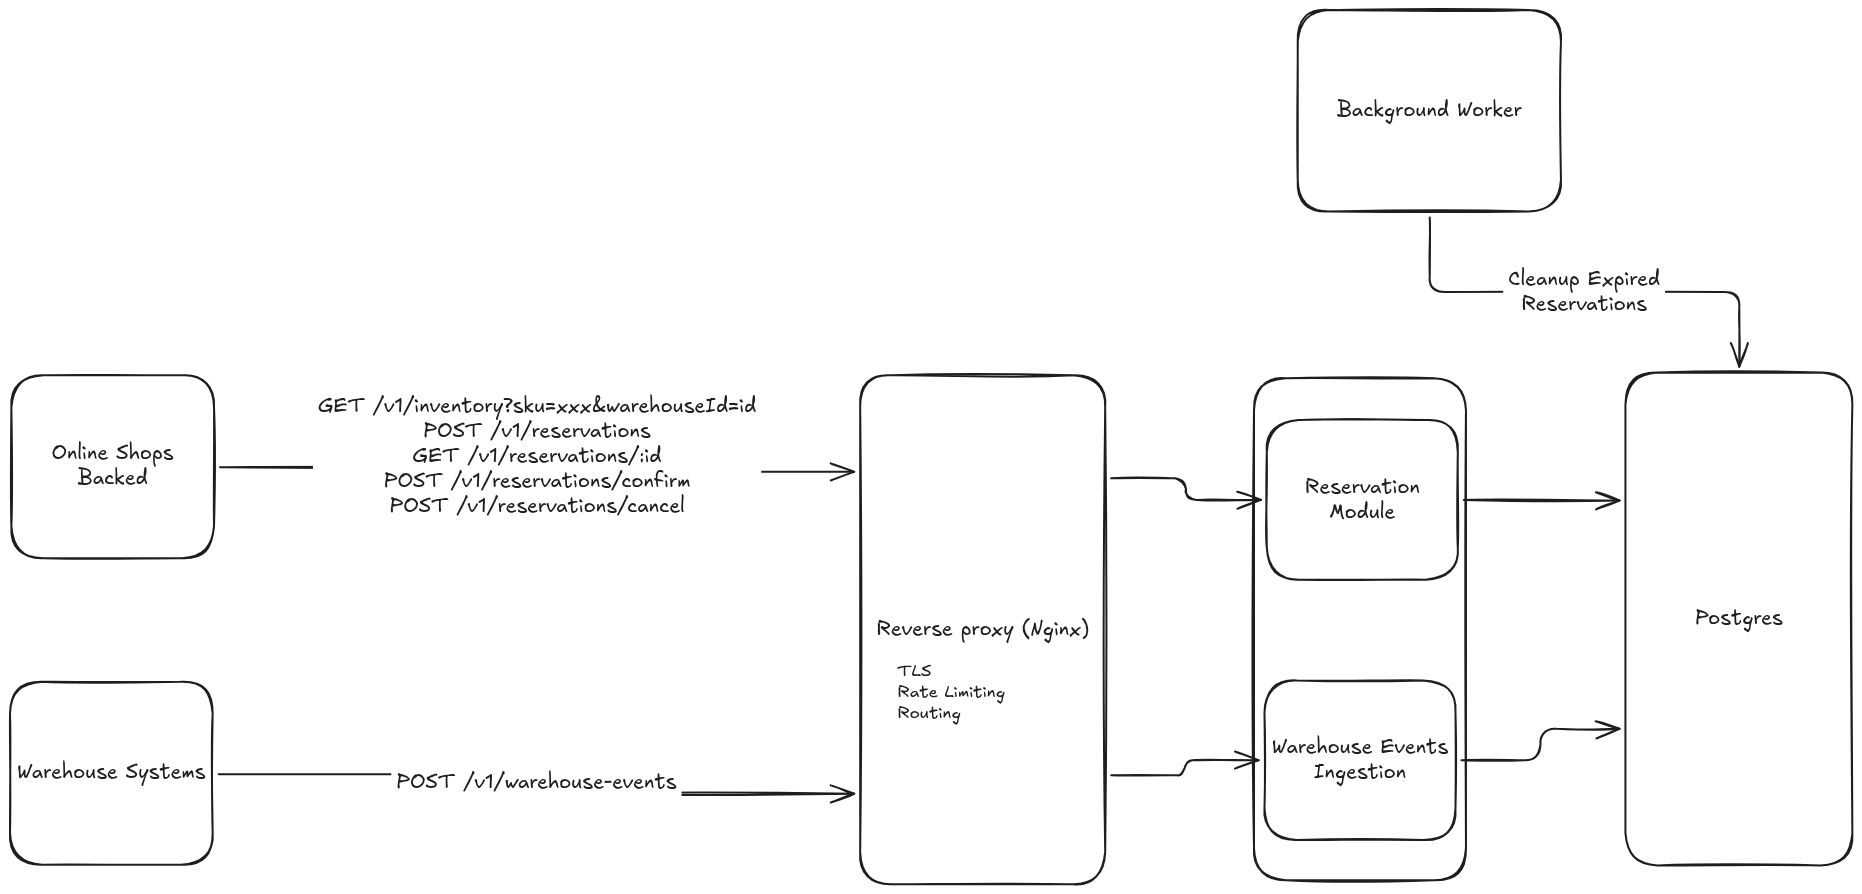 Background Worker
Cleanup Expired
Reservations
Online Shops
Backed
GET /v1/inventory?sku=xxx&warehouseId=id
POST /v1/reservations
GET /v1/reservations/:id
POST /v1/reservations/confirm
POST /v1/reservations/cancel
Reservation
Module
Reverse proxy (Nginx)
TLS
Rate Limiting
Routing
Postgres
Warehouse Systems
POST /v1/warehouse-events
Warehouse Events
Ingestion